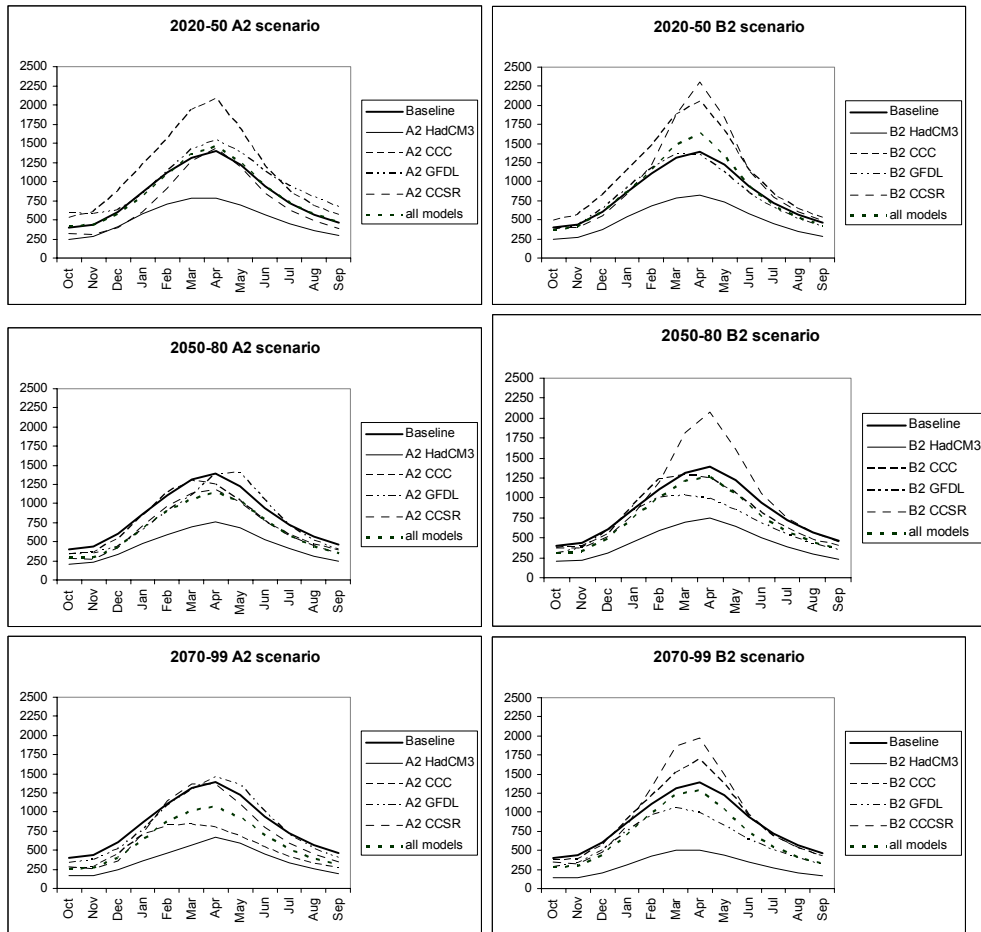 2020-50 A2 scenario
2500
2250
2000
1750
1500
1250
1000
750
500
250
0
Oct
Nov
Dec
Jan
Feb
Mar
Apr
May
Jun
Jul
Aug
Sep
Baseline
A2 HadCM3
A2 CCC
A2 GFDL
A2 CCSR
all models
2020-50 B2 scenario
2500
2250
2000
1750
1500
1250
1000
750
500
250
0
Oct
Nov
Dec
Jan
Feb
Mar
Apr
May
Jun
Jul
Aug
Sep
Baseline
B2 HadCM3
B2 CCC
B2 GFDL
B2 CCSR
all models
2050-80 A2 scenario
2500
2250
2000
1750
1500
1250
1000
750
500
250
0
Oct
Nov
Dec
Jan
Feb
Mar
Apr
May
Jun
Jul
Aug
Sep
Baseline
A2 HadCM3
A2 CCC
A2 GFDL
A2 CCSR
all models
2050-80 B2 scenario
2500
2250
2000
1750
1500
1250
1000
750
500
250
0
Oct
Nov
Dec
Jan
Feb
Mar
Apr
May
Jun
Jul
Aug
Sep
Baseline
B2 HadCM3
B2 CCC
B2 GFDL
B2 CCSR
all models
2070-99 A2 scenario
2500
2250
2000
1750
1500
1250
1000
750
500
250
0
Oct
Nov
Dec
Jan
Feb
Mar
Apr
May
Jun
Jul
Aug
Sep
Baseline
A2 HadCM3
A2 CCC
A2 GFDL
A2 CCSR
all models
2070-99 B2 scenario
2500
2250
2000
1750
1500
1250
1000
750
500
250
0
Oct
Nov
Dec
Jan
Feb
Mar
Apr
May
Jun
Jul
Aug
Sep
Baseline
B2 HadCM3
B2 CCC
B2 GFDL
B2 CCCSR
all models